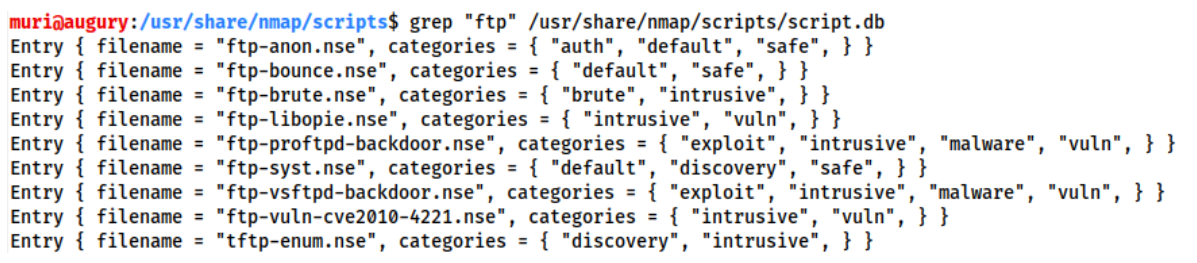 muri@augury:/usr/share/nmap/scripts$ grep "ftp" /usr/share/nmap/scripts/script.db
Entry { filename = "ftp-anon.nse", categories = { "auth", "default", "safe", } }
Entry { filename = "ftp-bounce.nse", categories = { "default", "safe", } }
Entry { filename = "ftp-brute.nse", categories = { "brute", "intrusive", } }
Entry { filename = "ftp-libopie.nse", categories = { "intrusive", "vuln", } }
Entry { filename = "ftp-proftpd-backdoor.nse", categories = { "exploit", "intrusive", "malware", "vuln", } }
Entry { filename = "ftp-syst.nse", categories = { "default", "discovery", "safe", } }
Entry { filename = "ftp-vsftpd-backdoor.nse", categories = { "exploit", "intrusive", "malware", "vuln", } }
Entry { filename = "ftp-vuln-cve2010-4221.nse", categories = { "intrusive", "vuln", } }
Entry { filename = "tftp-enum.nse", categories = { "discovery", "intrusive", } }